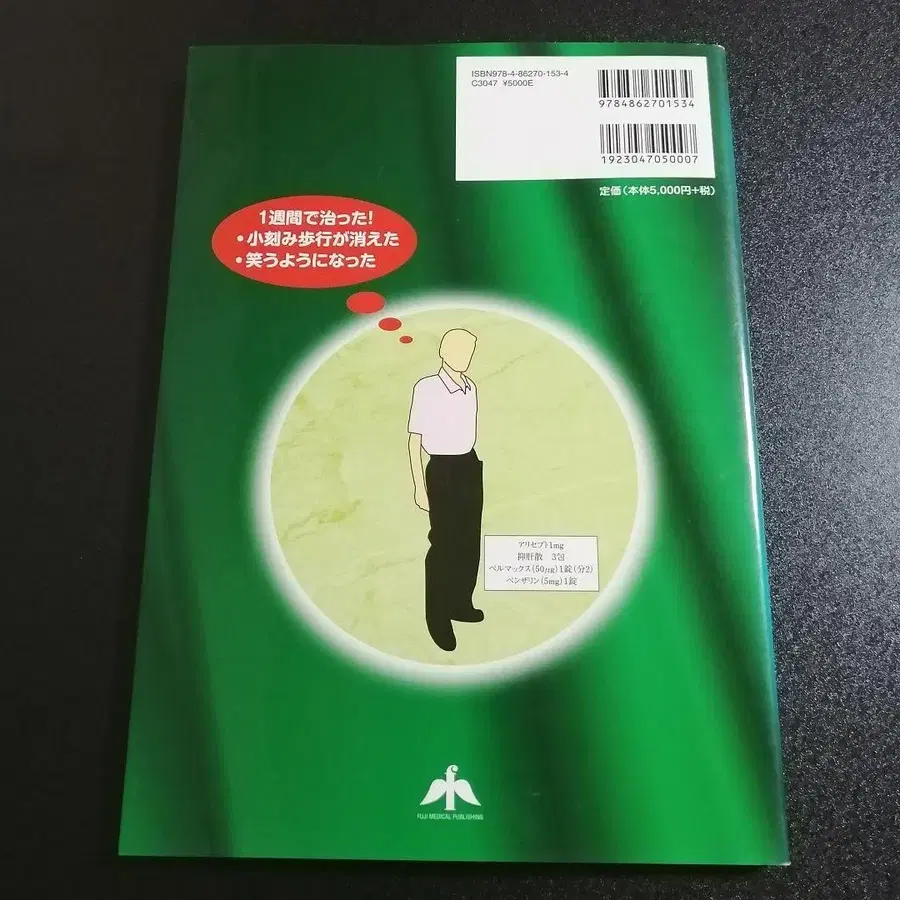 ISBN978-4-86270-153-4
C3047 ¥5000E
9784862701534
1923047050007
定価(本体5,000円+税)
1週間で治った!
・小刻み歩行が消えた
・笑うようになった
アリセプト1mg
抑肝散 3包
ペルマックス(50μg)1錠(分2)
ベンザリン(5mg)1錠
FUJI MEDICAL PUBLISHING